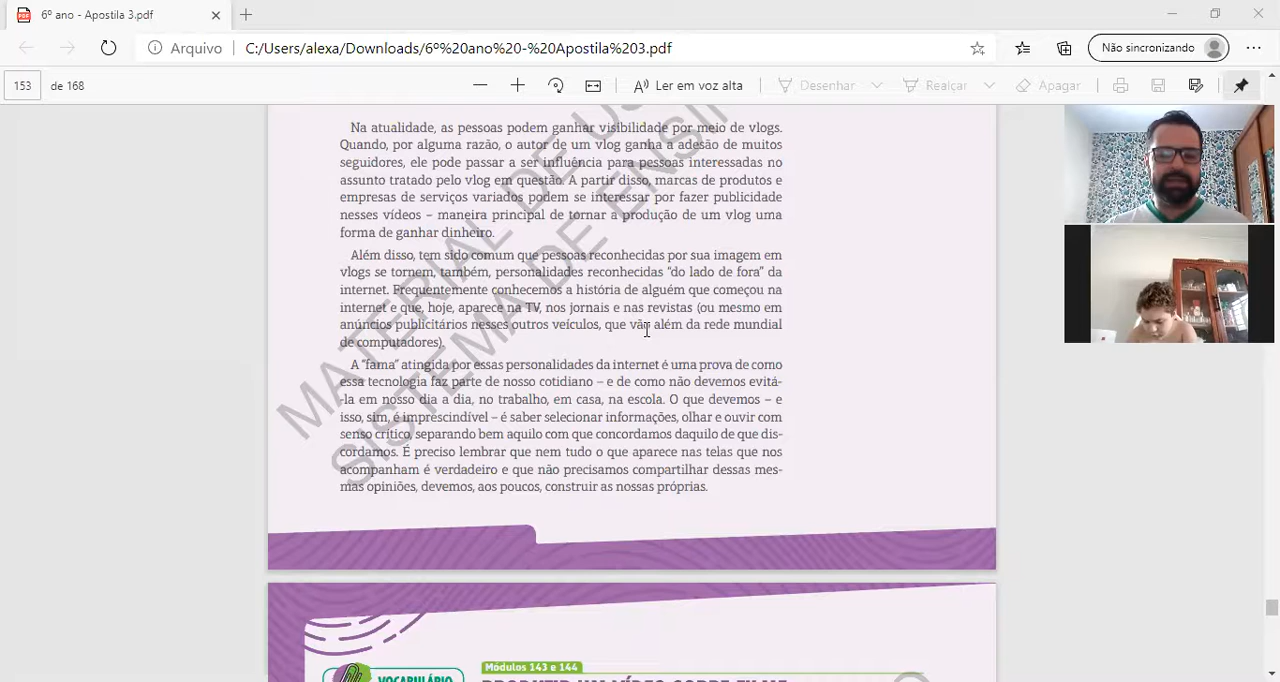 6º ano - Apostila 3.pdf
Arquivo
C:/Users/alexa/Downloads/6º%20ano%20-%20Apostila%203.pdf
Não sincronizando
153 de 168
Ler em voz alta
Desenhar
Realçar
Apagar
Na atualidade, as pessoas podem ganhar visibilidade por meio de vlogs.
Quando, por alguma razão, o autor de um vlog ganha a adesão de muitos
seguidores, ele pode passar a ser influência para pessoas interessadas no
assunto tratado pelo vlog em questão. A partir disso, marcas de produtos e
empresas de serviços variados podem se interessar por fazer publicidade
nesses vídeos – maneira principal de tornar a produção de um vlog uma
forma de ganhar dinheiro.
Além disso, tem sido comum que pessoas reconhecidas por sua imagem em
vlogs se tornem, também, personalidades reconhecidas “do lado de fora” da
internet. Frequentemente conhecemos a história de alguém que começou na
internet e que, hoje, aparece na TV, nos jornais e nas revistas (ou mesmo em
anúncios publicitários nesses outros veículos, que vão além da rede mundial
de computadores).
A “fama” atingida por essas personalidades da internet é uma prova de como
essa tecnologia faz parte de nosso cotidiano – e de como não devemos evitá-
-la em nosso dia a dia, no trabalho, em casa, na escola. O que devemos – e
isso, sim, é imprescindível – é saber selecionar informações, olhar e ouvir com
senso crítico, separando bem aquilo com que concordamos daquilo de que dis-
cordamos. É preciso lembrar que nem tudo o que aparece nas telas que nos
acompanham é verdadeiro e que não precisamos compartilhar dessas mes-
mas opiniões, devemos, aos poucos, construir as nossas próprias.
MATERIAL DE US
SISTEMA DE ENSI
Módulos 143 e 144
VOCABULÁRIO